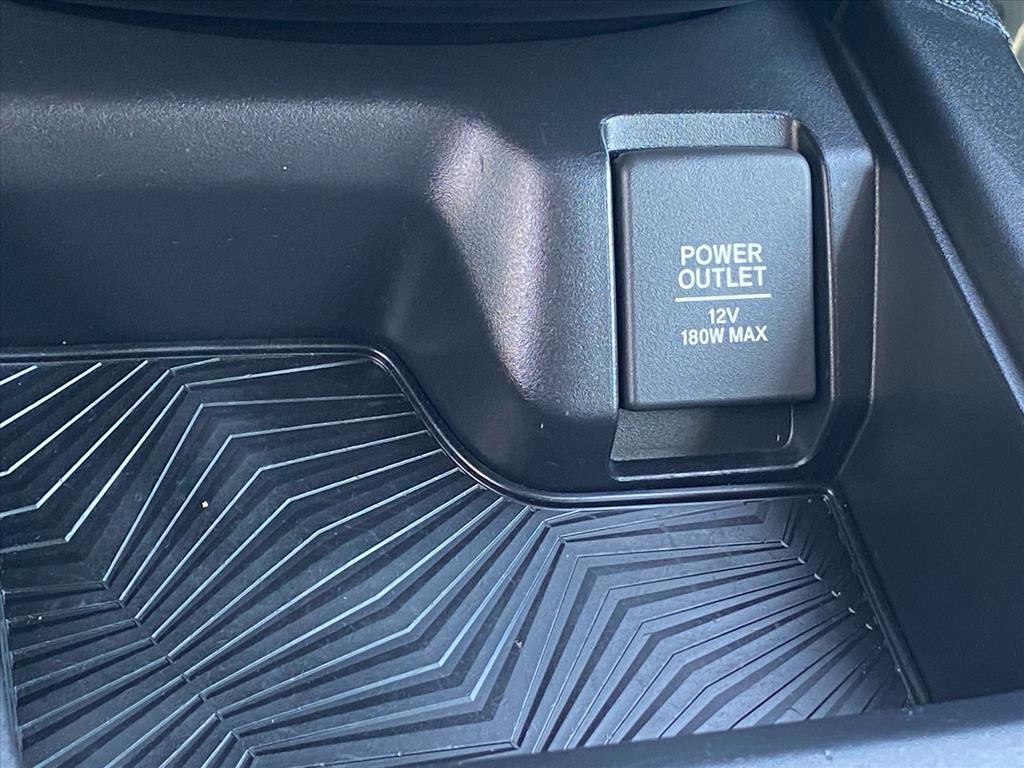 POWER
OUTLET
12V
180W MAX